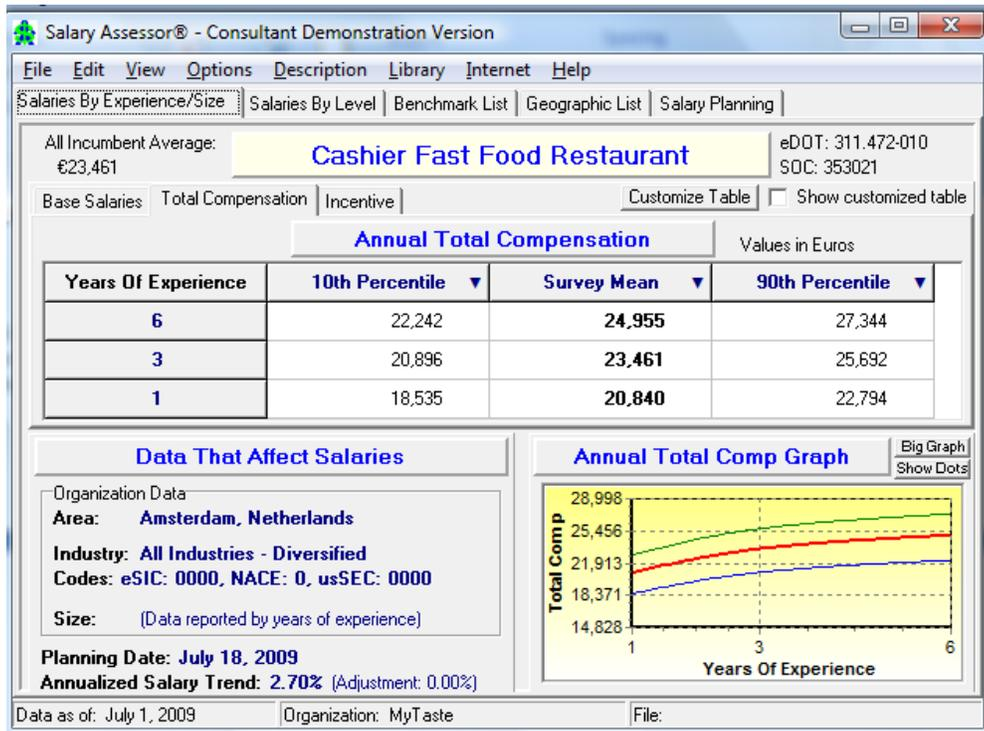 Salary Assessor® - Consultant Demonstration Version
File Edit View Options Description Library Internet Help
Salaries By Experience/Size Salaries By Level Benchmark List Geographic List Salary Planning
All Incumbent Average:
€23,461
Cashier Fast Food Restaurant
eDOT: 311.472-010
SOC: 353021
Base Salaries Total Compensation Incentive Customize Table Show customized table
Annual Total Compensation Values in Euros
Years Of Experience 10th Percentile ▼ Survey Mean ▼ 90th Percentile ▼
6 22,242 24,955 27,344
3 20,896 23,461 25,692
1 18,535 20,840 22,794
Data That Affect Salaries
Organization Data
Area: Amsterdam, Netherlands
Industry: All Industries - Diversified
Codes: eSIC: 0000, NACE: 0, usSEC: 0000
Size: (Data reported by years of experience)
Planning Date: July 18, 2009
Annualized Salary Trend: 2.70% (Adjustment: 0.00%)
Annual Total Comp Graph
Big Graph
Show Dots
Total Comp
28,998
25,456
21,913
18,371
14,828
1 3 6
Years Of Experience
Data as of: July 1, 2009 Organization: MyTaste File: